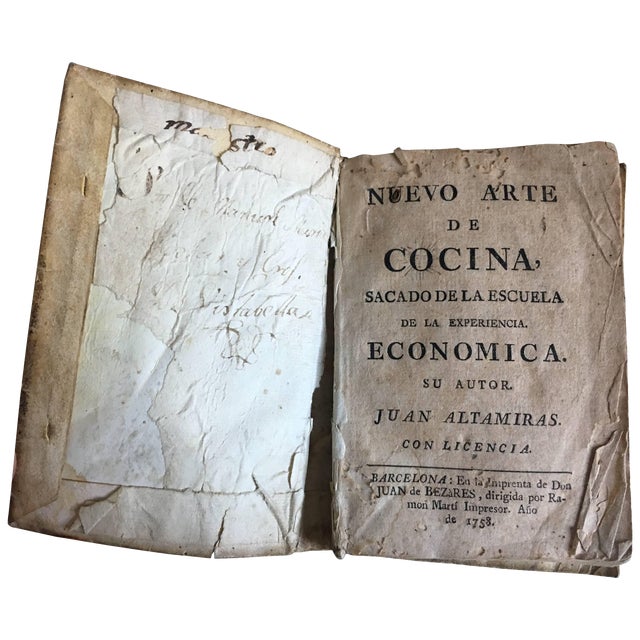 NUEVO ARTE
DE
COCINA,
SACADO DE LA ESCUELA
DE LA EXPERIENCIA.
ECONOMICA.
SU AUTOR.
JUAN ALTAMIRAS.
CON LICENCIA.
BARCELONA: En la Imprenta de Don
JUAN de BEZàRES, dirigida por Ra-
mon Martí Impresor. Año
de 1758.